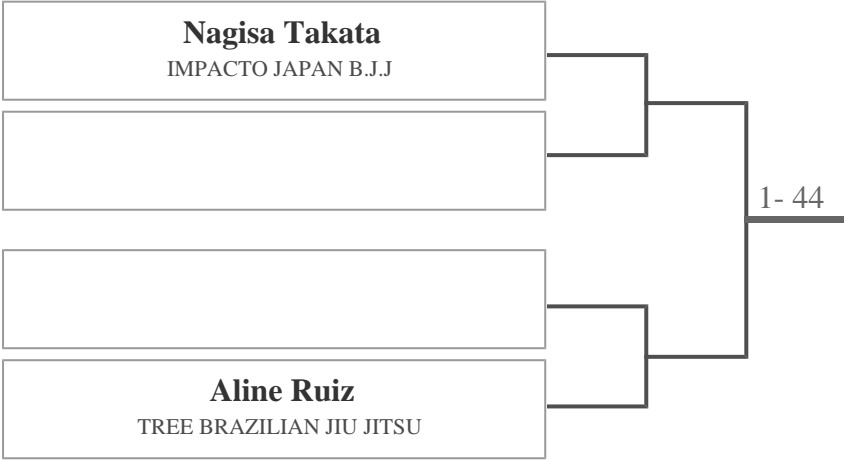 Nagisa Takata
IMPACTO JAPAN B.J.J
1- 44
Aline Ruiz
TREE BRAZILIAN JIU JITSU